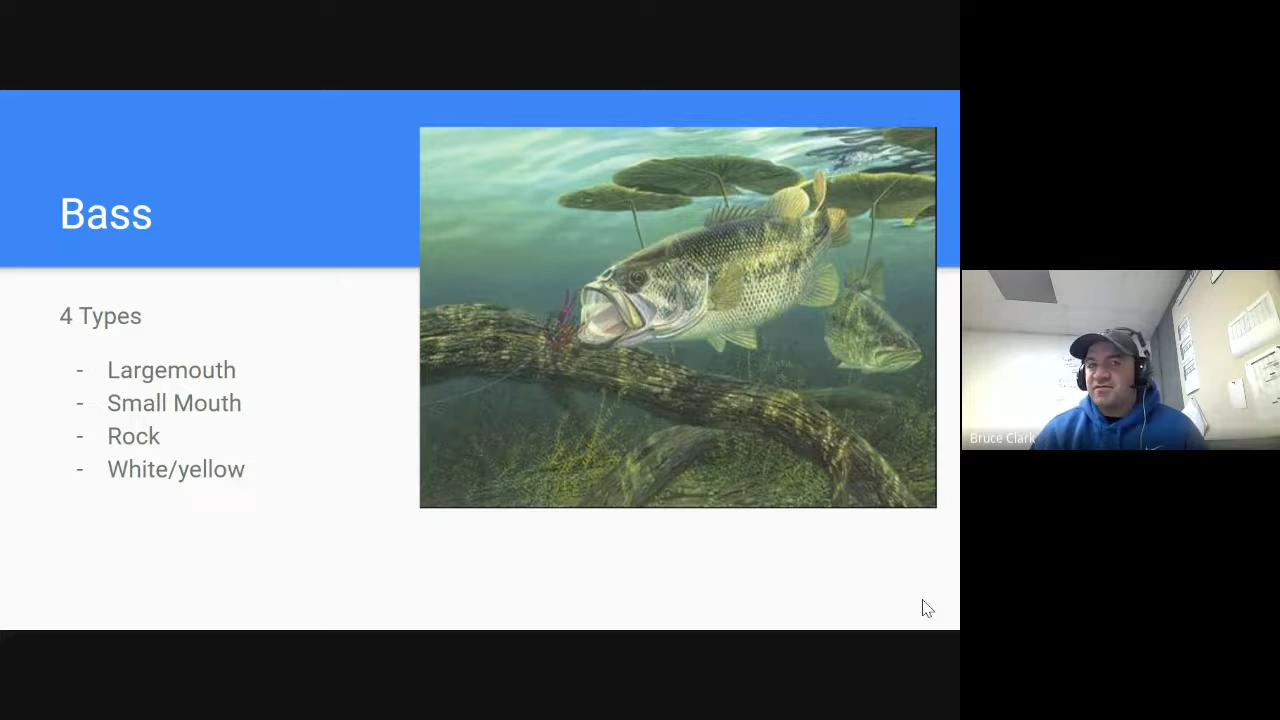 Bass
4 Types
- Largemouth
- Small Mouth
- Rock
- White/yellow
Bruce Clark